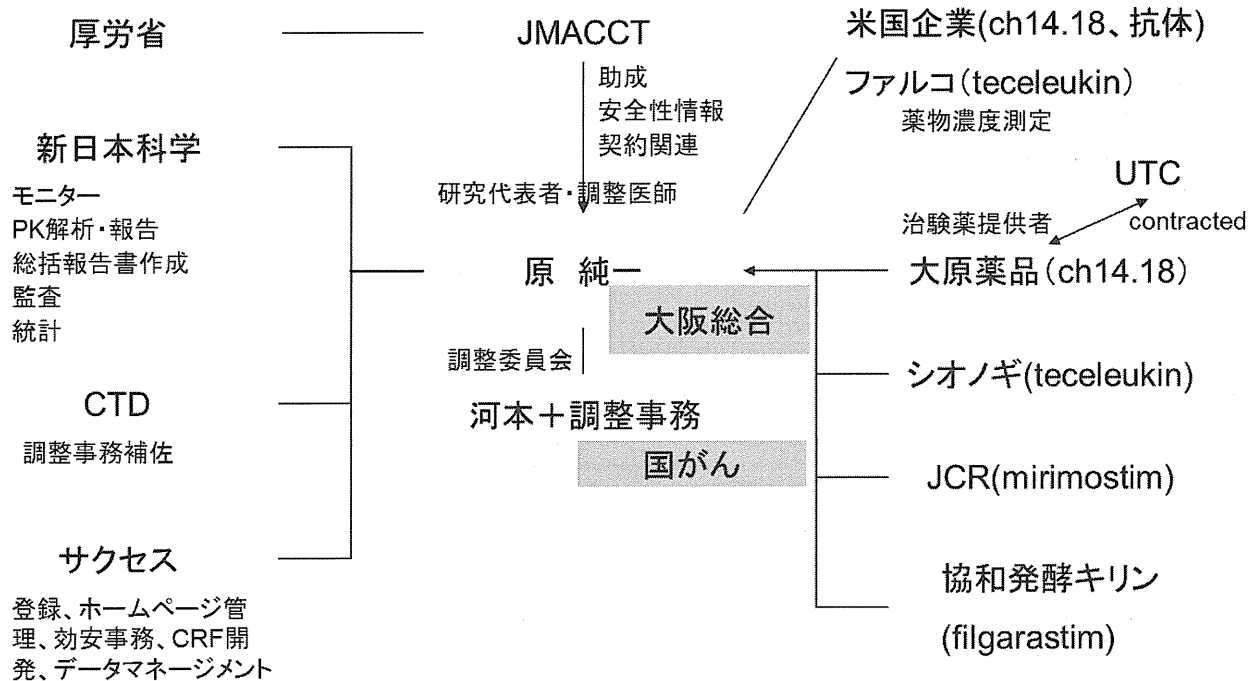 厚労省
JMACCT
米国企業(ch14.18、抗体)
ファルコ(teceleukin)
薬物濃度測定
助成
安全性情報
契約関連
新日本科学
モニター
PK解析・報告
総括報告書作成
監査
統計
研究代表者・調整医師
UTC
治験薬提供者
contracted
原 純一
大阪総合
大原薬品(ch14.18)
調整委員会
シオノギ(teceleukin)
CTD
調整事務補佐
河本＋調整事務
国がん
JCR(mirimostim)
サクセス
登録、ホームページ管
理、効安事務、CRF開
発、データマネージメント
協和発酵キリン
(filgarastim)